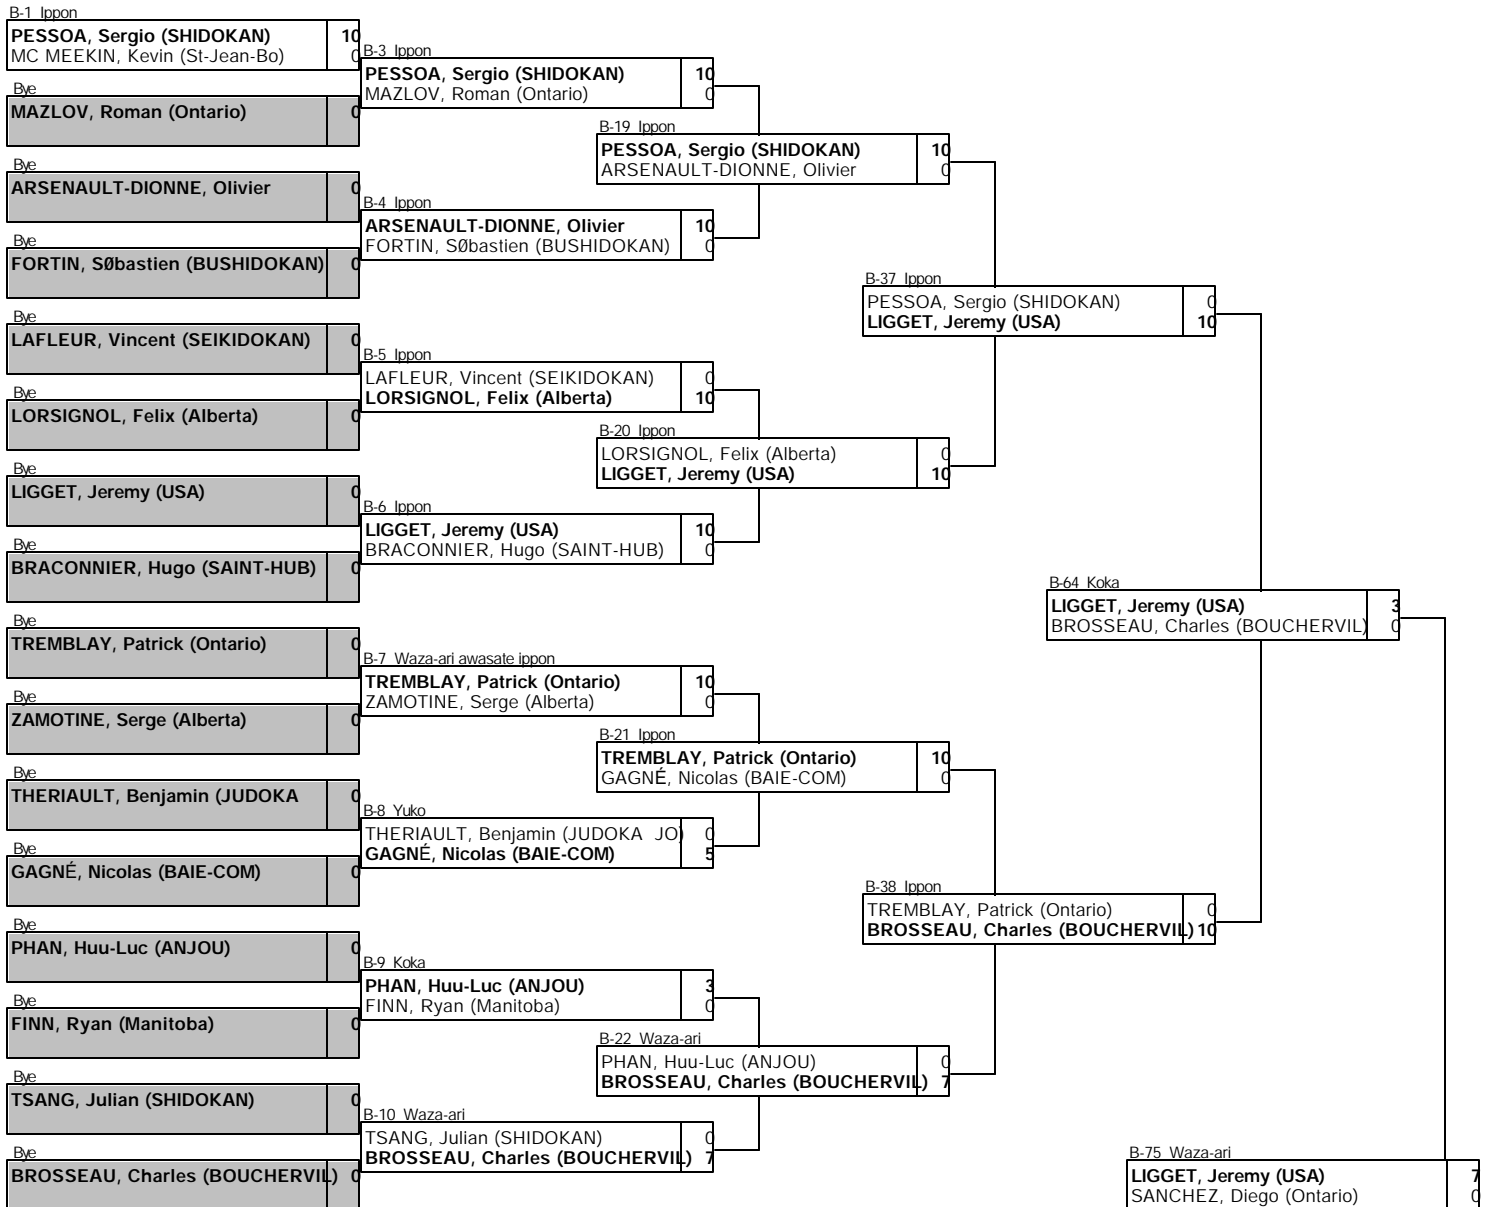 B-1 Ippon
PESSOA, Sergio (SHIDOKAN) 10
MC MEEKIN, Kevin (St-Jean-Bo) 0
Bye
MAZLOV, Roman (Ontario) 0
Bye
ARSENAULT-DIONNE, Olivier 0
Bye
FORTIN, SØbastien (BUSHIDOKAN) 0
Bye
LAFLEUR, Vincent (SEIKIDOKAN) 0
Bye
LORSIGNOL, Felix (Alberta) 0
Bye
LIGGET, Jeremy (USA) 0
Bye
BRACONNIER, Hugo (SAINT-HUB) 0
Bye
TREMBLAY, Patrick (Ontario) 0
Bye
ZAMOTINE, Serge (Alberta) 0
Bye
THERIAULT, Benjamin (JUDOKA 0
Bye
GAGNÉ, Nicolas (BAIE-COM) 0
Bye
PHAN, Huu-Luc (ANJOU) 0
Bye
FINN, Ryan (Manitoba) 0
Bye
TSANG, Julian (SHIDOKAN) 0
Bye
BROSSEAU, Charles (BOUCHERVIL) 0
B-3 Ippon
PESSOA, Sergio (SHIDOKAN) 10
MAZLOV, Roman (Ontario) 0
B-4 Ippon
ARSENAULT-DIONNE, Olivier 10
FORTIN, SØbastien (BUSHIDOKAN) 0
B-5 Ippon
LAFLEUR, Vincent (SEIKIDOKAN) 0
LORSIGNOL, Felix (Alberta) 10
B-6 Ippon
LIGGET, Jeremy (USA) 10
BRACONNIER, Hugo (SAINT-HUB) 0
B-7 Waza-ari awasate ippon
TREMBLAY, Patrick (Ontario) 10
ZAMOTINE, Serge (Alberta) 0
B-8 Yuko
THERIAULT, Benjamin (JUDOKA JO) 0
GAGNÉ, Nicolas (BAIE-COM) 5
B-9 Koka
PHAN, Huu-Luc (ANJOU) 3
FINN, Ryan (Manitoba) 0
B-10 Waza-ari
TSANG, Julian (SHIDOKAN) 0
BROSSEAU, Charles (BOUCHERVIL) 7
B-19 Ippon
PESSOA, Sergio (SHIDOKAN) 10
ARSENAULT-DIONNE, Olivier 0
B-20 Ippon
LORSIGNOL, Felix (Alberta) 0
LIGGET, Jeremy (USA) 10
B-21 Ippon
TREMBLAY, Patrick (Ontario) 10
GAGNÉ, Nicolas (BAIE-COM) 0
B-22 Waza-ari
PHAN, Huu-Luc (ANJOU) 0
BROSSEAU, Charles (BOUCHERVIL) 7
B-37 Ippon
PESSOA, Sergio (SHIDOKAN) 0
LIGGET, Jeremy (USA) 10
B-38 Ippon
TREMBLAY, Patrick (Ontario) 0
BROSSEAU, Charles (BOUCHERVIL) 10
B-64 Koka
LIGGET, Jeremy (USA) 3
BROSSEAU, Charles (BOUCHERVIL) 0
B-75 Waza-ari
LIGGET, Jeremy (USA) 7
SANCHEZ, Diego (Ontario) 0